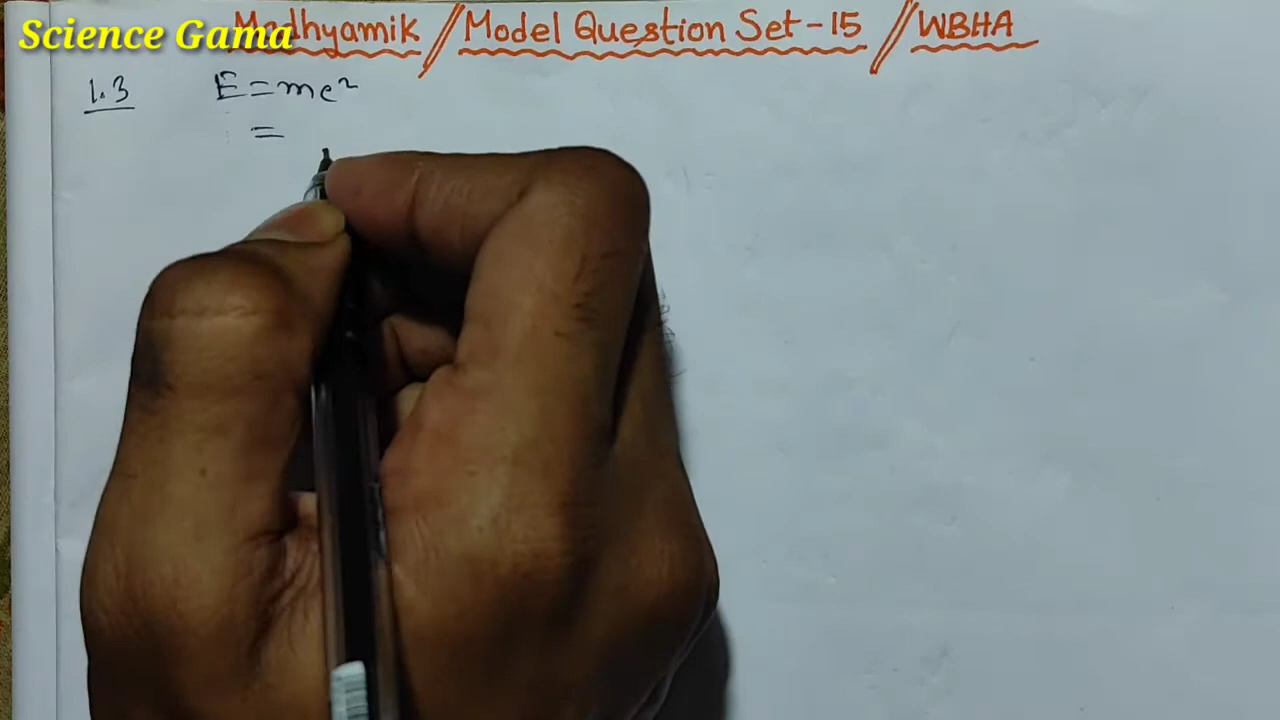 Science Gama
Madhyamik / Model Question Set-15 / WBHA
1.3 E=mc²
=